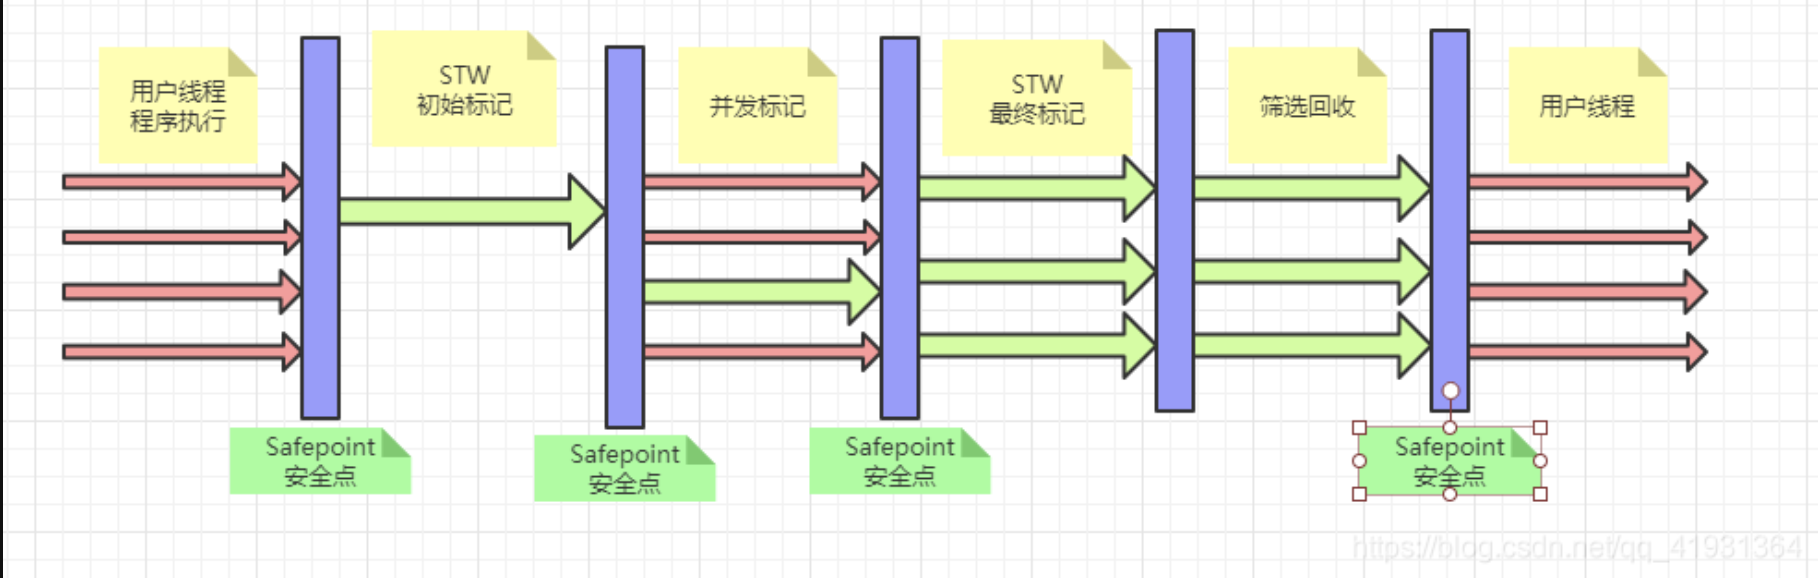 用户线程
程序执行
STW
初始标记
并发标记
STW
最终标记
筛选回收
用户线程
Safepoint
安全点
Safepoint
安全点
Safepoint
安全点
Safepoint
安全点
https://blog.csdn.net/qq_41931364